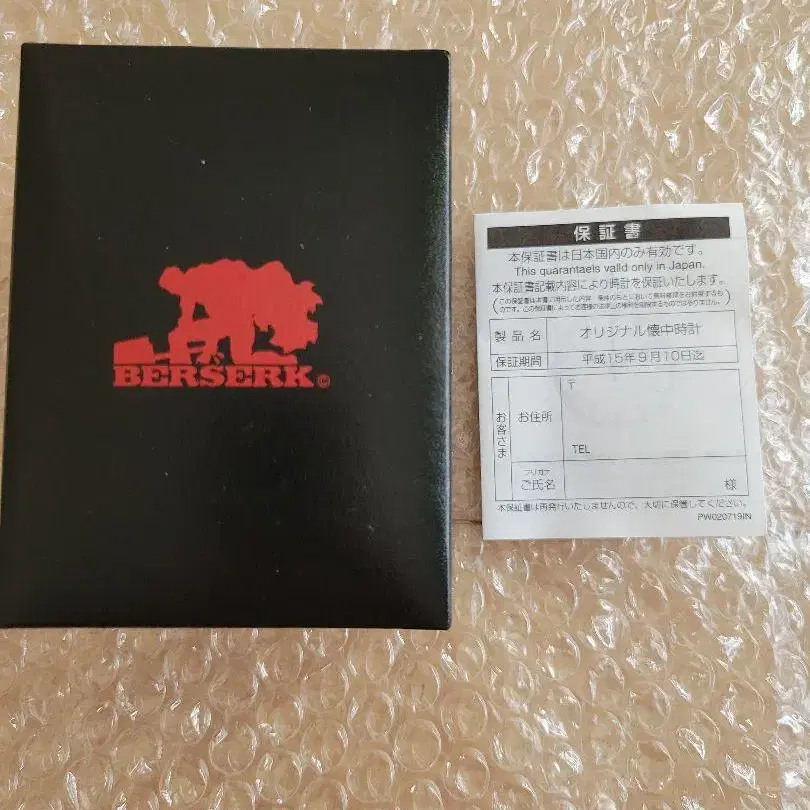 BERSERK©
保証書
本保証書は日本国内のみ有効です。
This quarantaels valld only in Japan.
本保証書記載内容により時計を保証いたします。
製品名 オリジナル懐中時計
保証期間 平成15年9月10日迄
お客さま
お住所
〒
TEL
フリガナ
ご氏名 様
本保証書は再発行いたしませんので、大切に保管してください。
PW020719IN